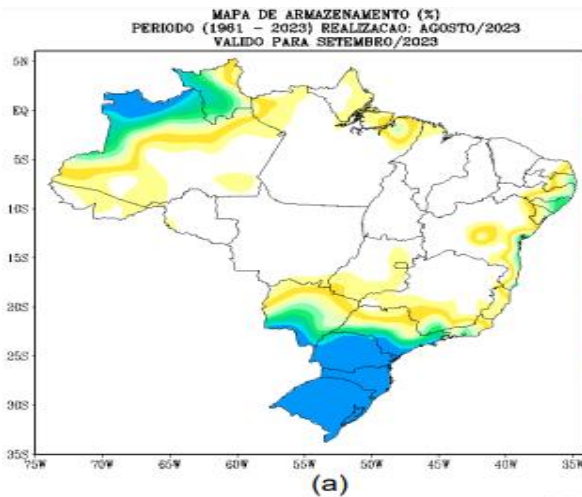 MAPA DE ARMAZENAMENTO (%)
PERIODO (1961 - 2023) REALIZACAO: AGOSTO/2023
VALIDO PARA SETEMBRO/2023
5N
EQ
5S
10S
15S
20S
25S
30S
35S
75W 70W 65W 60W 55W 50W 45W 40W 35W
(a)